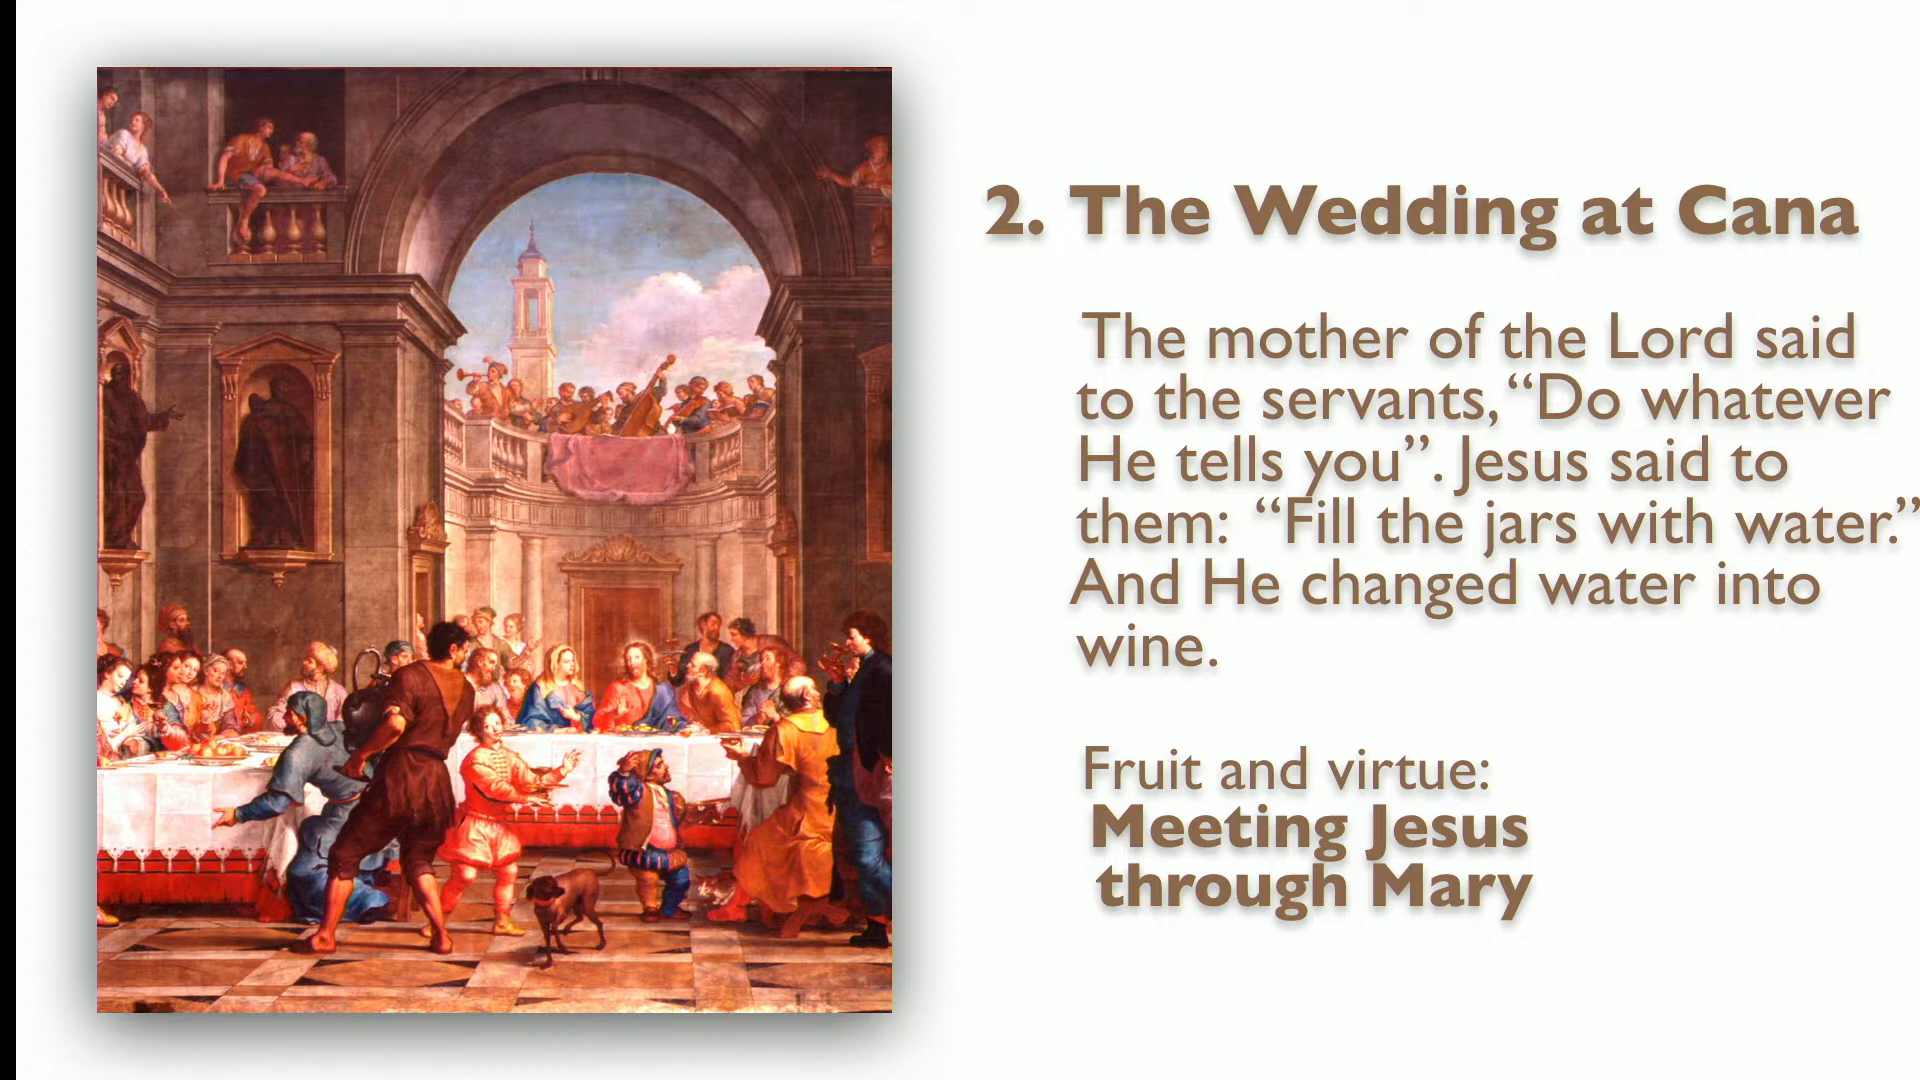 2. The Wedding at Cana
The mother of the Lord said
to the servants, “Do whatever
He tells you”. Jesus said to
them: “Fill the jars with water.”
And He changed water into
wine.
Fruit and virtue:
Meeting Jesus
through Mary